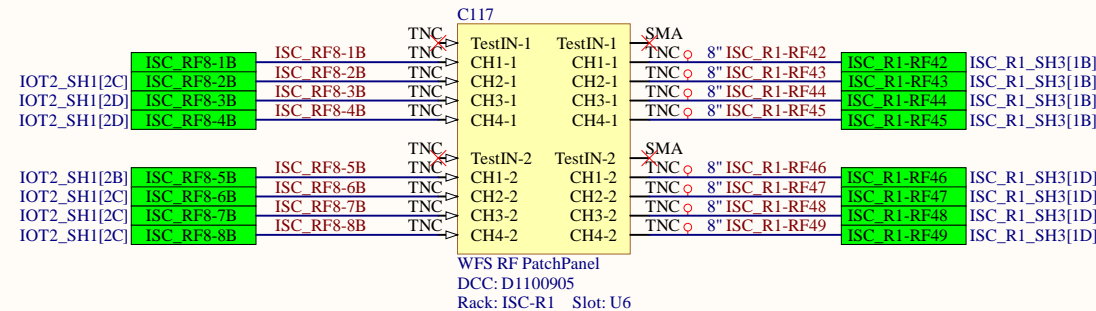 C117
TNC TestIN-1 TestIN-1 SMA
ISC_RF8-1B ISC_RF8-1B TNC CH1-1 CH1-1 TNC 8" ISC_R1-RF42 ISC_R1-RF42 ISC_R1_SH3[1B]
IOT2_SH1[2C] ISC_RF8-2B ISC_RF8-2B TNC CH2-1 CH2-1 TNC 8" ISC_R1-RF43 ISC_R1-RF43 ISC_R1_SH3[1B]
IOT2_SH1[2D] ISC_RF8-3B ISC_RF8-3B TNC CH3-1 CH3-1 TNC 8" ISC_R1-RF44 ISC_R1-RF44 ISC_R1_SH3[1B]
IOT2_SH1[2D] ISC_RF8-4B ISC_RF8-4B TNC CH4-1 CH4-1 TNC 8" ISC_R1-RF45 ISC_R1-RF45 ISC_R1_SH3[1B]
TNC TestIN-2 TestIN-2 SMA
IOT2_SH1[2B] ISC_RF8-5B ISC_RF8-5B TNC CH1-2 CH1-2 TNC 8" ISC_R1-RF46 ISC_R1-RF46 ISC_R1_SH3[1D]
IOT2_SH1[2C] ISC_RF8-6B ISC_RF8-6B TNC CH2-2 CH2-2 TNC 8" ISC_R1-RF47 ISC_R1-RF47 ISC_R1_SH3[1D]
IOT2_SH1[2C] ISC_RF8-7B ISC_RF8-7B TNC CH3-2 CH3-2 TNC 8" ISC_R1-RF48 ISC_R1-RF48 ISC_R1_SH3[1D]
IOT2_SH1[2C] ISC_RF8-8B ISC_RF8-8B TNC CH4-2 CH4-2 TNC 8" ISC_R1-RF49 ISC_R1-RF49 ISC_R1_SH3[1D]
WFS RF PatchPanel
DCC: D1100905
Rack: ISC-R1 Slot: U6